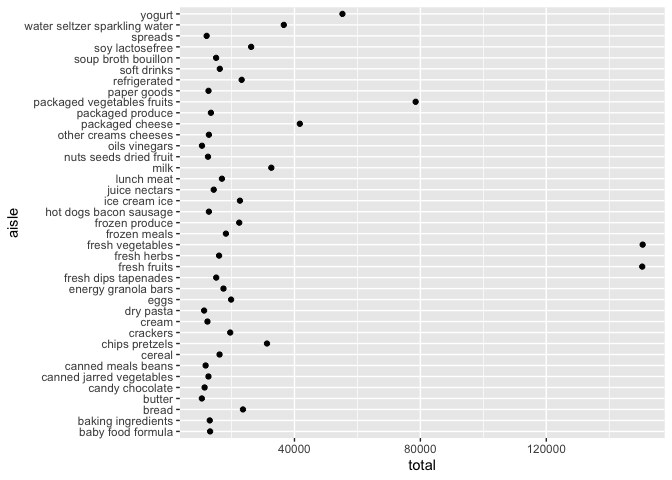 yogurt
water seltzer sparkling water
spreads
soy lactosefree
soup broth bouillon
soft drinks
refrigerated
paper goods
packaged vegetables fruits
packaged produce
packaged cheese
other creams cheeses
oils vinegars
nuts seeds dried fruit
milk
lunch meat
juice nectars
ice cream ice
hot dogs bacon sausage
frozen produce
frozen meals
fresh vegetables
fresh herbs
fresh fruits
fresh dips tapenades
energy granola bars
eggs
dry pasta
cream
crackers
chips pretzels
cereal
canned meals beans
canned jarred vegetables
candy chocolate
butter
bread
baking ingredients
baby food formula
aisle
40000 80000 120000
total